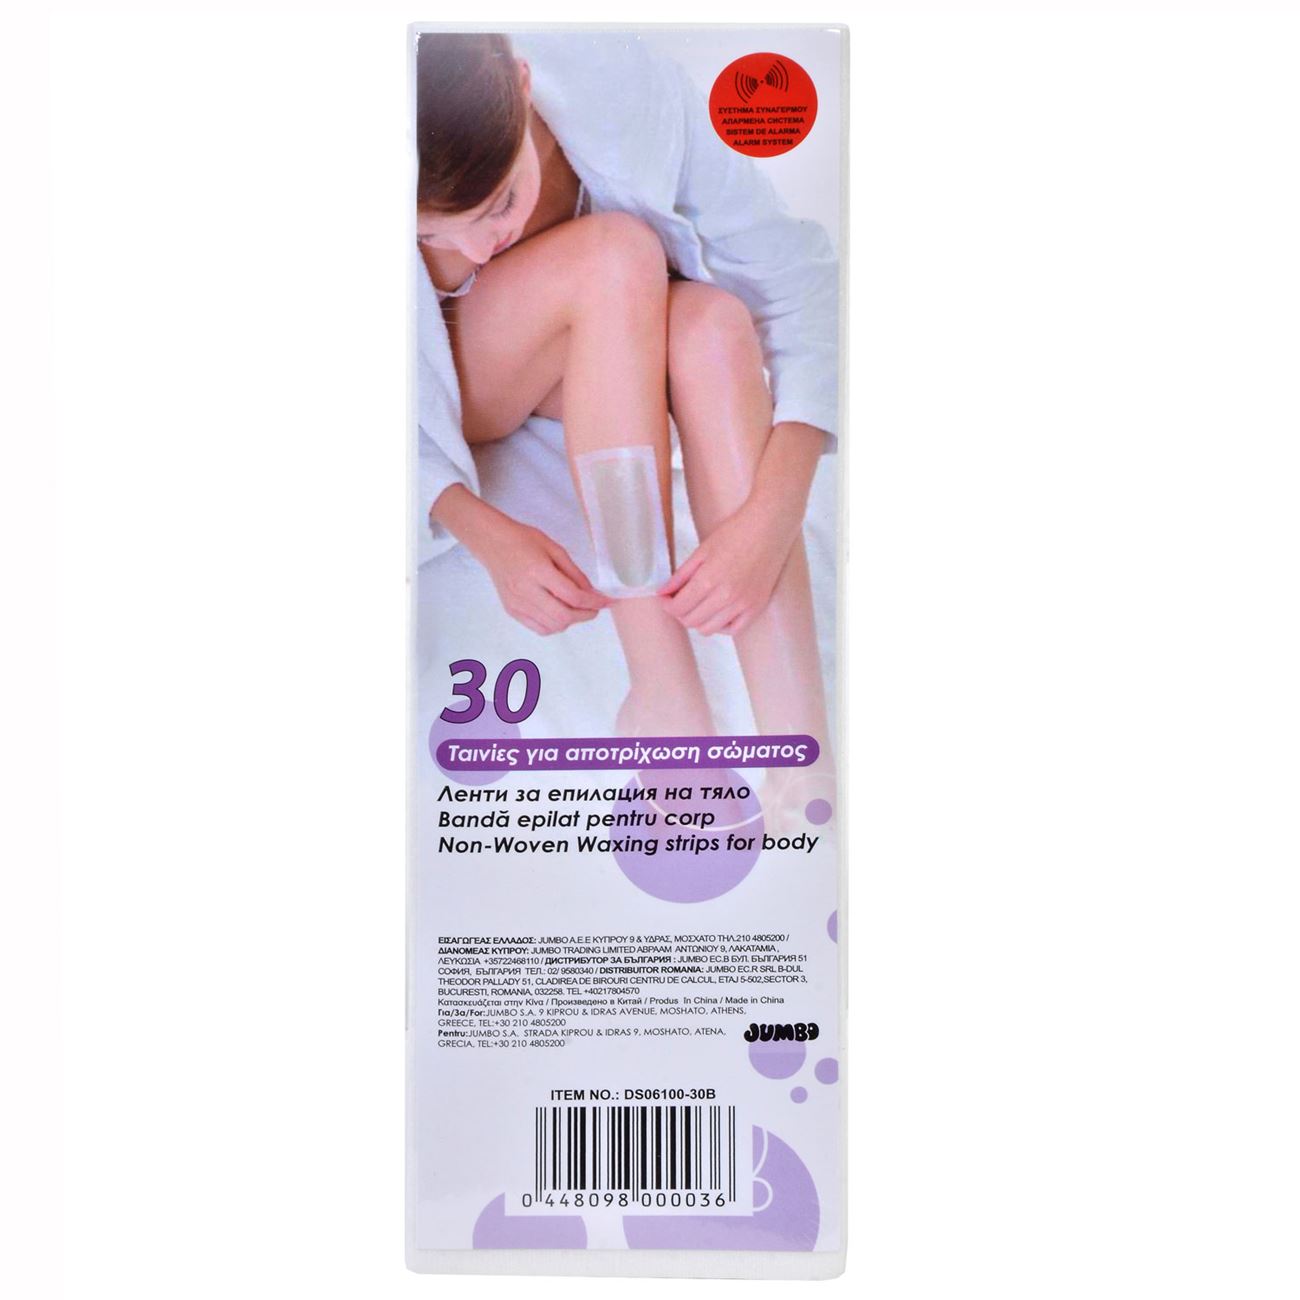 ΣΥΣΤΗΜΑ ΣΥΝΑΓΕΡΜΟΥ
АЛАРМЕНА СИСТЕМА
SISTEM DE ALARMA
ALARM SYSTEM
30
Ταινίες για αποτρίχωση σώματος
Ленти за епилация на тяло
Bandă epilat pentru corp
Non-Woven Waxing strips for body
ΕΙΣΑΓΩΓΕΑΣ ΕΛΛΑΔΟΣ: JUMBO A.E.E ΚΥΠΡΟΥ 9 & ΥΔΡΑΣ, ΜΟΣΧΑΤΟ ΤΗΛ.210 4805200 /
ΔΙΑΝΟΜΕΑΣ ΚΥΠΡΟΥ: JUMBO TRADING LIMITED ΑΒΡΑΑΜ ΑΝΤΩΝΙΟΥ 9, ΛΑΚΑΤΑΜΙΑ ,
ΛΕΥΚΩΣΙΑ +35722468110 / ДИСТРИБУТОР ЗА БЪЛГАРИЯ : JUMBO EC.B БУЛ. БЪЛГАРИЯ 51
СОФИЯ, БЪЛГАРИЯ ТЕЛ.: 02/ 9580340 / DISTRIBUITOR ROMANIA: JUMBO EC.R SRL B-DUL
THEODOR PALLADY 51, CLADIREA DE BIROURI CENTRU DE CALCUL, ETAJ 5-502,SECTOR 3,
BUCURESTI, ROMANIA, 032258. TEL +40217804570
Κατασκευάζεται στην Κίνα / Произведено в Китай / Produs In China / Made in China
Για/За/For:JUMBO S.A. 9 KIPROU & IDRAS AVENUE, MOSHATO, ATHENS,
GREECE, TEL:+30 210 4805200
Pentru:JUMBO S.A. STRADA KIPROU & IDRAS 9, MOSHATO, ATENA,
GRECIA, TEL:+30 210 4805200
JUMBO
ITEM NO.: DS06100-30B
0 448098 000036